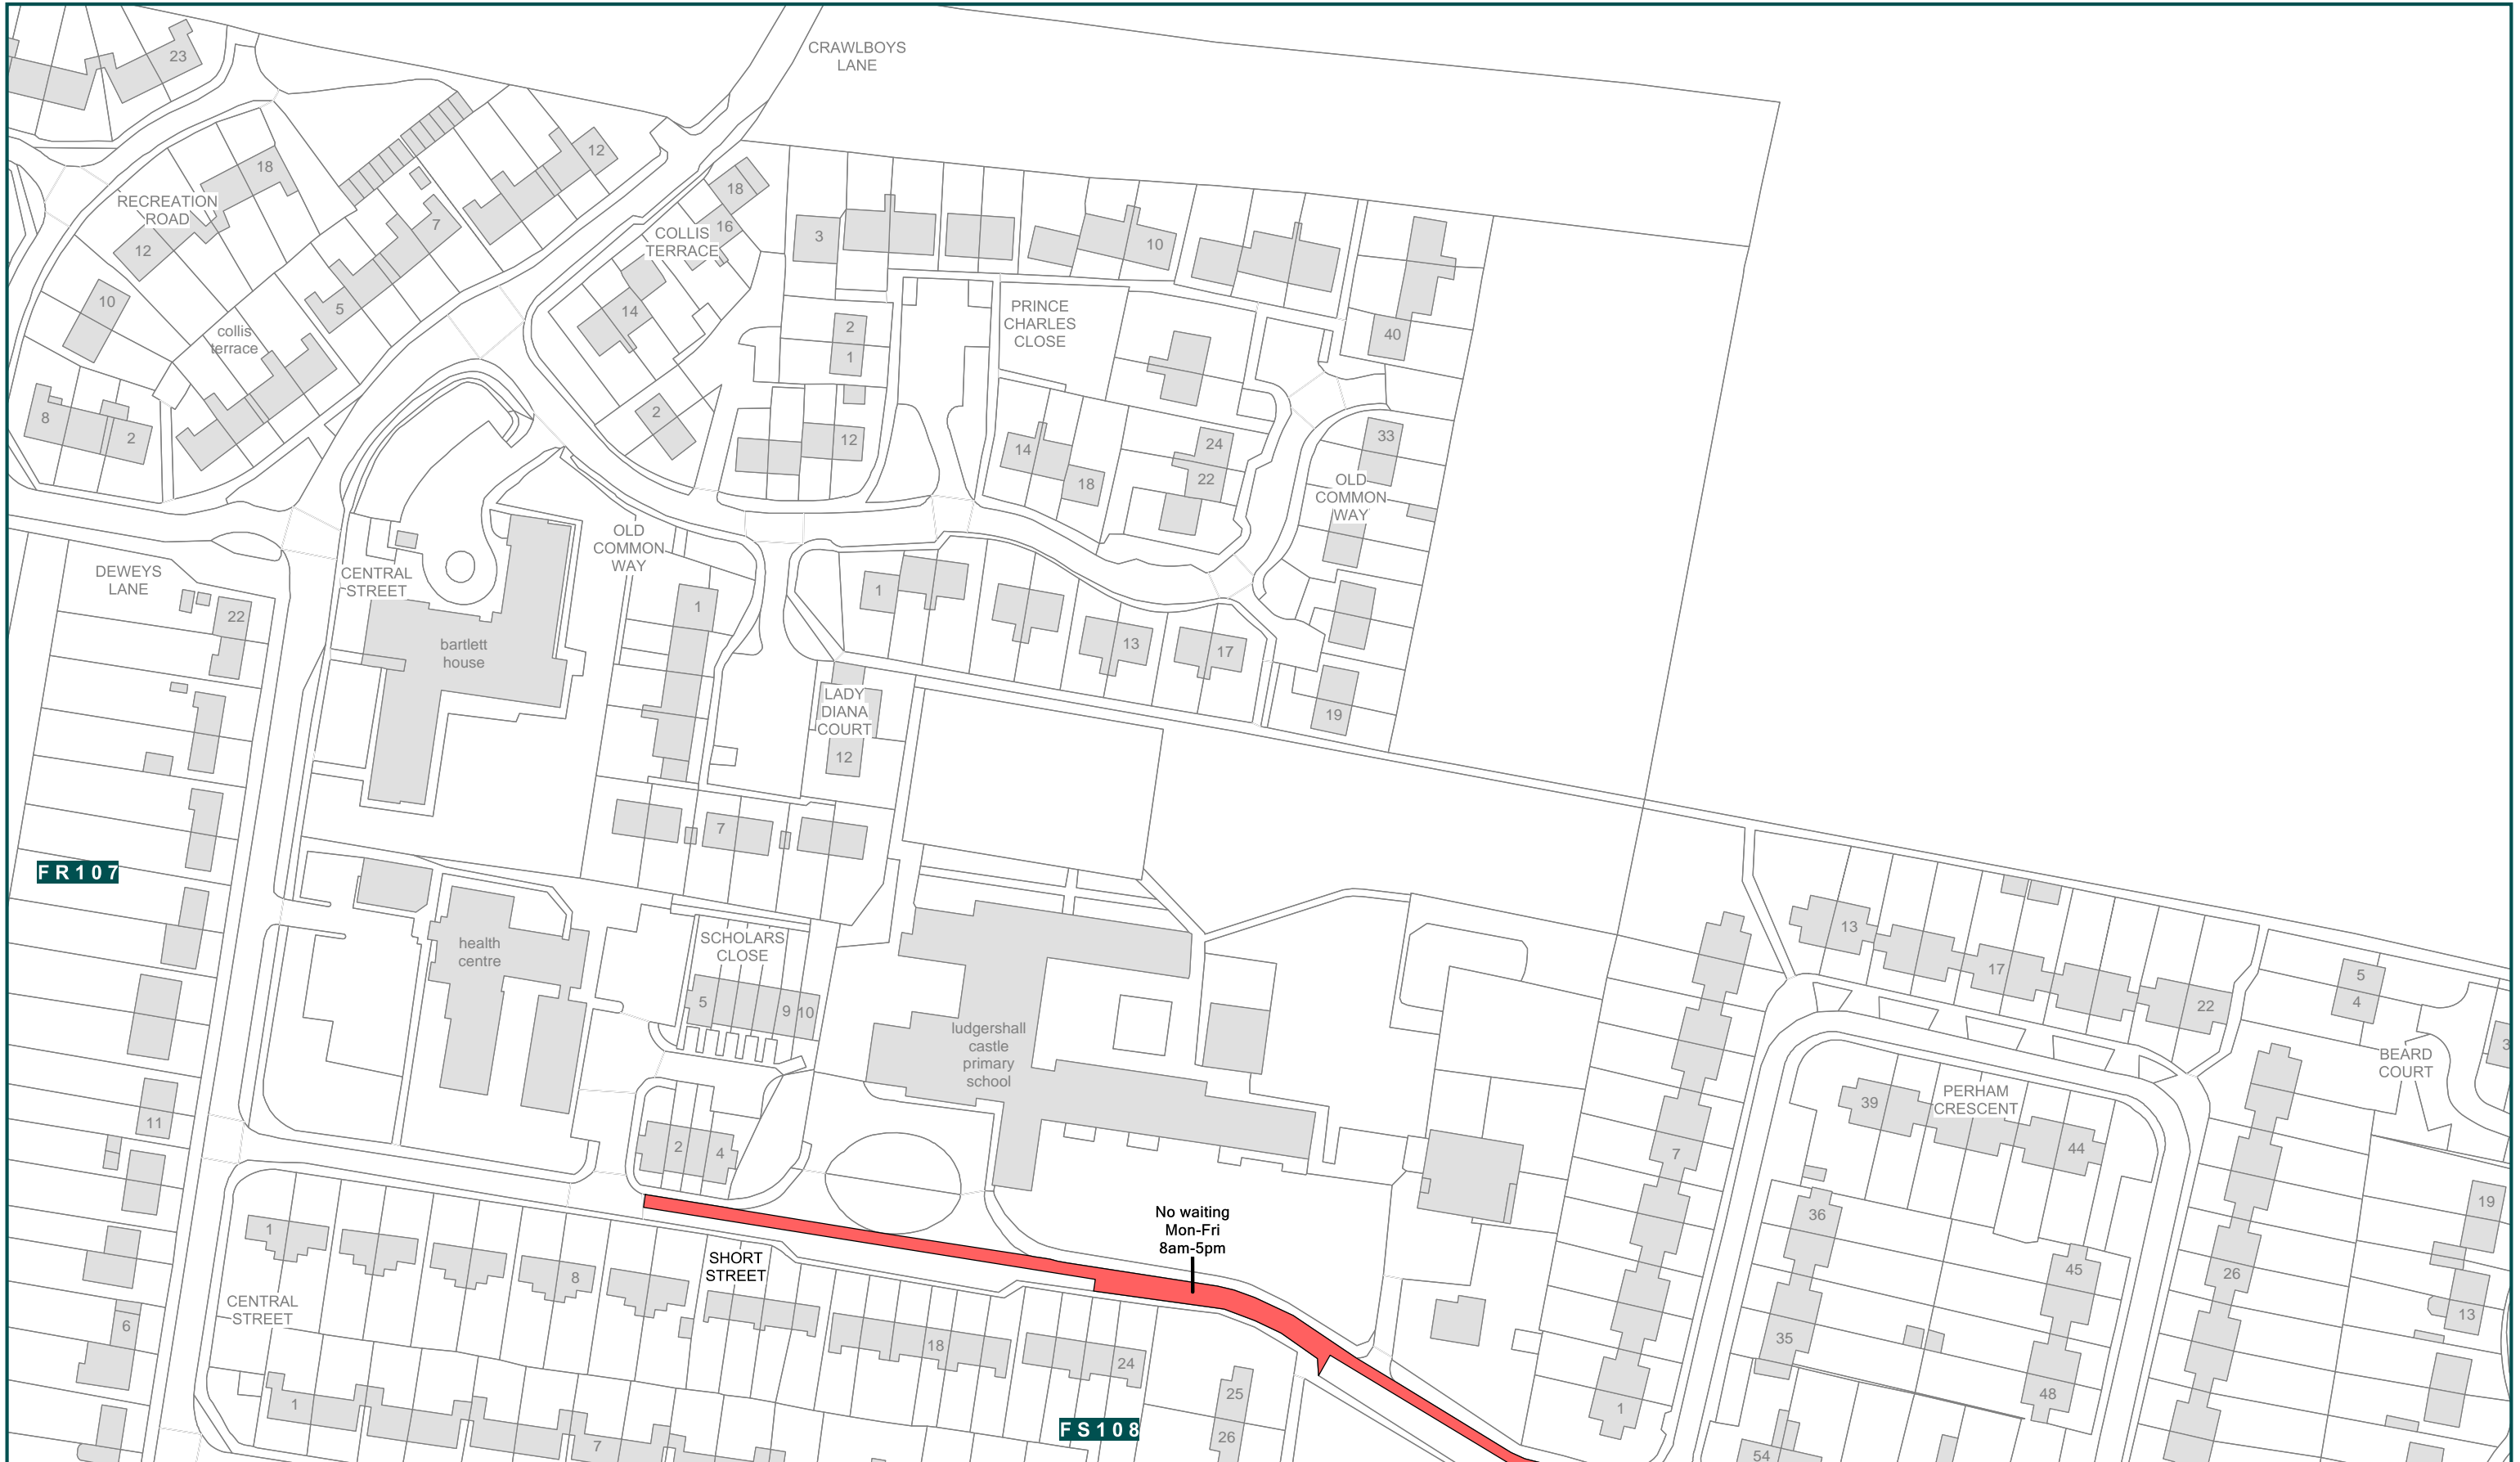 CRAWLBOYS
LANE
23
12
18
RECREATION
ROAD
12
7
18
16
COLLIS
TERRACE
3
10
10
5
14
collis
terrace
PRINCE
CHARLES
CLOSE
2
1
40
8
2
2
12
14
18
24
22
33
OLD
COMMON
WAY
OLD
COMMON
WAY
DEWEYS
LANE
CENTRAL
STREET
22
bartlett
house
1
1
13
17
19
LADY
DIANA
COURT
12
7
FR107
health
centre
SCHOLARS
CLOSE
5
9
10
ludgershall
castle
primary
school
13
17
22
5
4
3
BEARD
COURT
PERHAM
CRESCENT
39
44
7
11
2
4
36
19
No waiting
Mon-Fri
8am-5pm
1
8
SHORT
STREET
45
26
13
CENTRAL
STREET
6
18
24
35
25
48
1
1
FS108
26
7
54